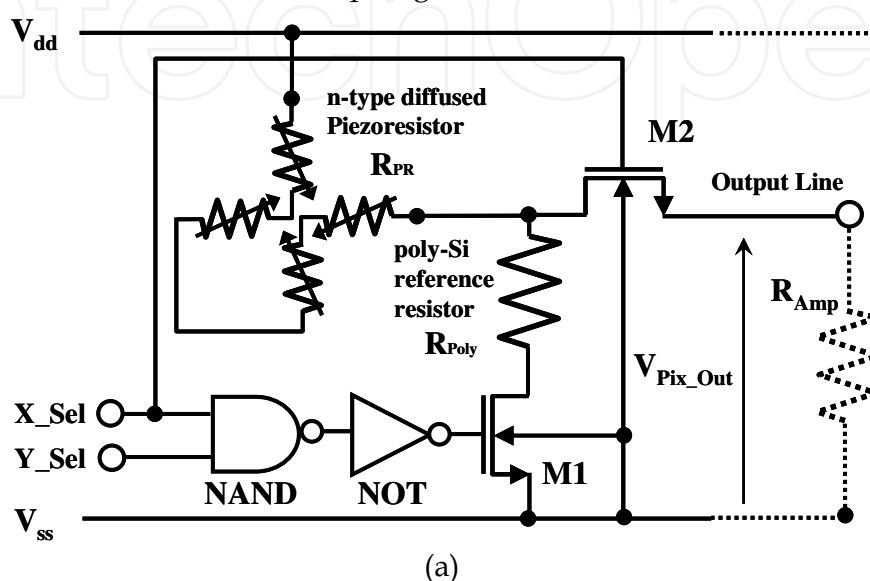 V_dd
n-type diffused
Piezoresistor
R_PR
M2
Output Line
poly-Si
reference
resistor
R_Poly
R_Amp
V_Pix_Out
X_Sel
Y_Sel
NAND
NOT
M1
V_ss
(a)